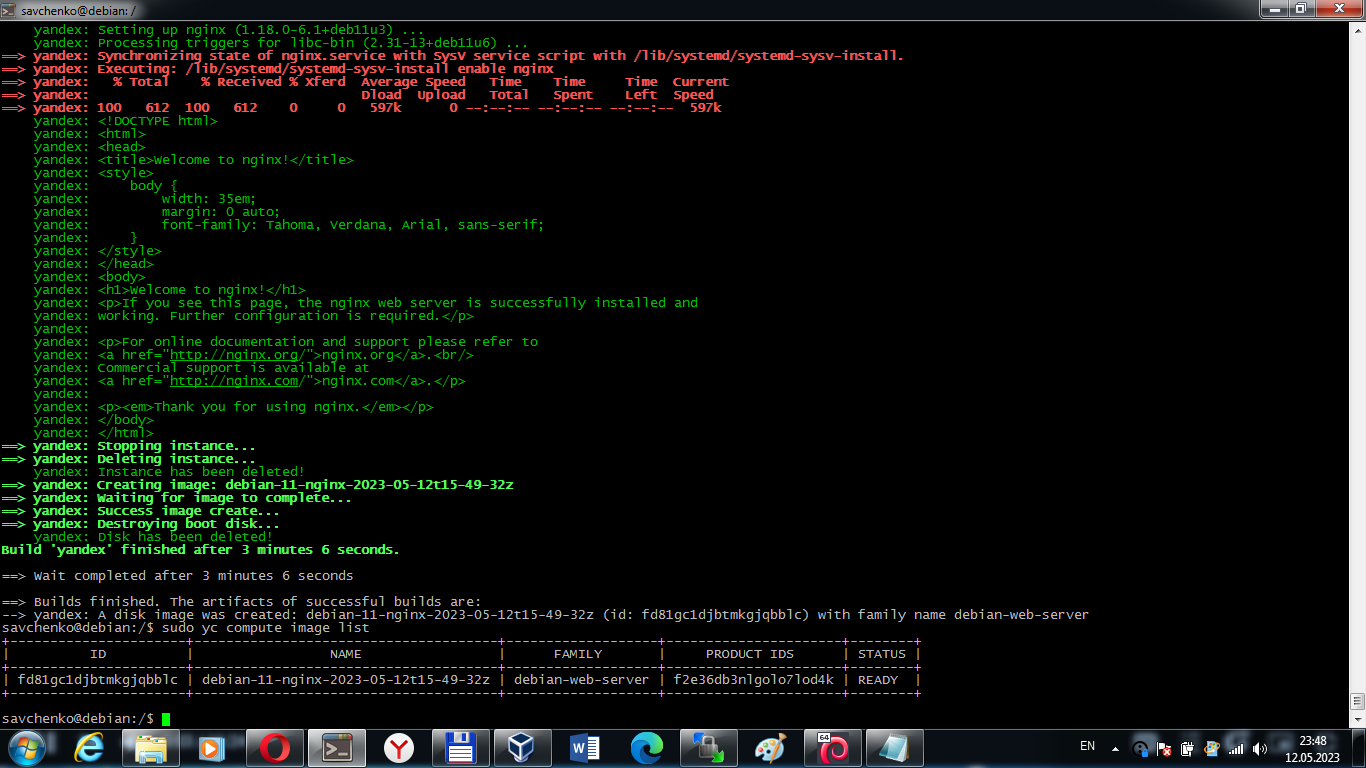 savchenko@debian: /
yandex: Setting up nginx (1.18.0-6.1+deb11u3) ...
yandex: Processing triggers for libc-bin (2.31-13+deb11u6) ...
==> yandex: Synchronizing state of nginx.service with SysV service script with /lib/systemd/systemd-sysv-install.
==> yandex: Executing: /lib/systemd/systemd-sysv-install enable nginx
==> yandex:   % Total    % Received % Xferd  Average Speed   Time    Time     Time  Current
==> yandex:                                  Dload  Upload   Total   Spent    Left  Speed
==> yandex: 100   612  100   612    0     0   597k      0 --:--:-- --:--:-- --:--:--  597k
yandex: <!DOCTYPE html>
yandex: <html>
yandex: <head>
yandex: <title>Welcome to nginx!</title>
yandex: <style>
yandex:     body {
yandex:         width: 35em;
yandex:         margin: 0 auto;
yandex:         font-family: Tahoma, Verdana, Arial, sans-serif;
yandex:     }
yandex: </style>
yandex: </head>
yandex: <body>
yandex: <h1>Welcome to nginx!</h1>
yandex: <p>If you see this page, the nginx web server is successfully installed and
yandex: working. Further configuration is required.</p>
yandex:
yandex: <p>For online documentation and support please refer to
yandex: <a href="http://nginx.org/">nginx.org</a>.<br/>
yandex: Commercial support is available at
yandex: <a href="http://nginx.com/">nginx.com</a>.</p>
yandex:
yandex: <p><em>Thank you for using nginx.</em></p>
yandex: </body>
yandex: </html>
==> yandex: Stopping instance...
==> yandex: Deleting instance...
yandex: Instance has been deleted!
==> yandex: Creating image: debian-11-nginx-2023-05-12t15-49-32z
==> yandex: Waiting for image to complete...
==> yandex: Success image create...
==> yandex: Destroying boot disk...
yandex: Disk has been deleted!
Build 'yandex' finished after 3 minutes 6 seconds.
==> Wait completed after 3 minutes 6 seconds
==> Builds finished. The artifacts of successful builds are:
--> yandex: A disk image was created: debian-11-nginx-2023-05-12t15-49-32z (id: fd81gc1djbtmkgjqbblc) with family name debian-web-server
savchenko@debian:/$ sudo yc compute image list
+----------------------+--------------------------------------+-------------------+----------------------+--------+
|          ID          |                 NAME                 |      FAMILY       |     PRODUCT IDS      | STATUS |
+----------------------+--------------------------------------+-------------------+----------------------+--------+
| fd81gc1djbtmkgjqbblc | debian-11-nginx-2023-05-12t15-49-32z | debian-web-server | f2e36db3nlgolo7lod4k | READY  |
+----------------------+--------------------------------------+-------------------+----------------------+--------+
savchenko@debian:/$
EN
23:48
12.05.2023